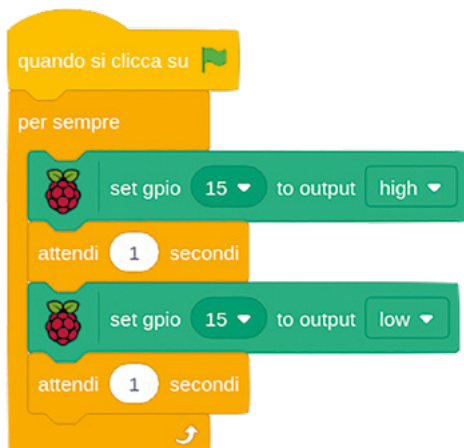 quando si clicca su
per sempre
set gpio 15 to output high
attendi 1 secondi
set gpio 15 to output low
attendi 1 secondi